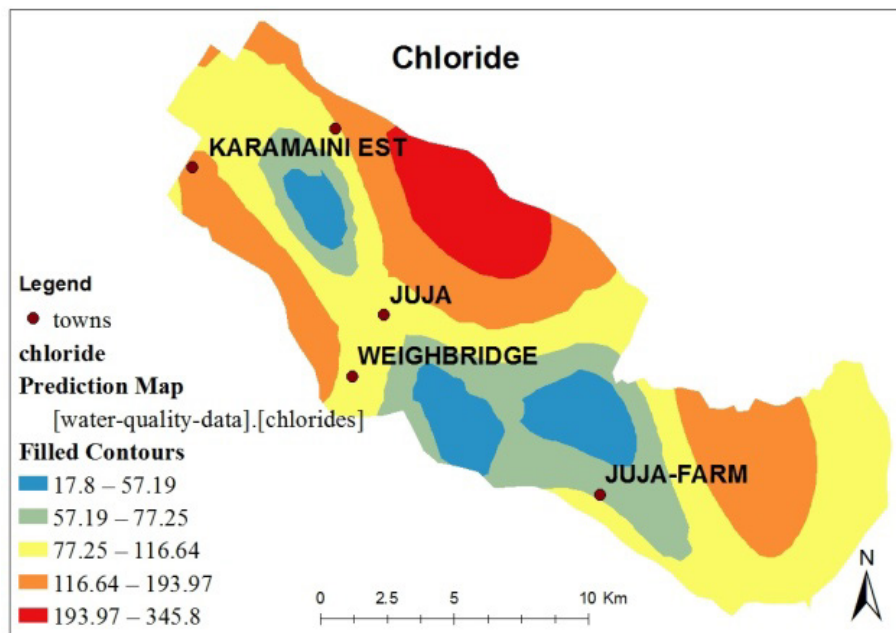 Chloride
KARAMAINI EST
JUJA
WEIGHBRIDGE
JUJA-FARM
Legend
towns
chloride
Prediction Map
[water-quality-data].[chlorides]
Filled Contours
17.8 – 57.19
57.19 – 77.25
77.25 – 116.64
116.64 – 193.97
193.97 – 345.8
0 2.5 5 10 Km
N